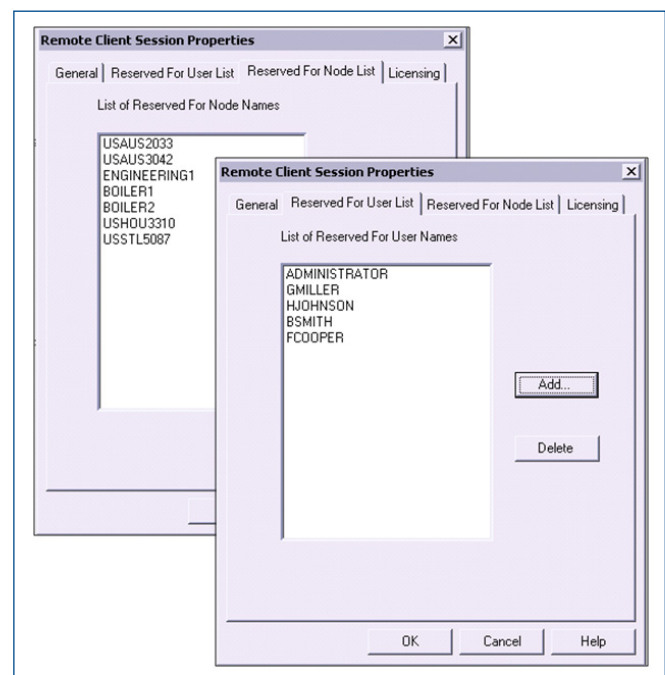 Remote Client Session Properties
General Reserved For User List Reserved For Node List Licensing
List of Reserved For Node Names
USAUS2033
USAUS3042
ENGINEERING1
BOILER1
BOILER2
USHOU3310
USSTL5087
Remote Client Session Properties
General Reserved For User List Reserved For Node List Licensing
List of Reserved For User Names
ADMINISTRATOR
GMILLER
HJOHNSON
BSMITH
FCOOPER
Add...
Delete
OK Cancel Help